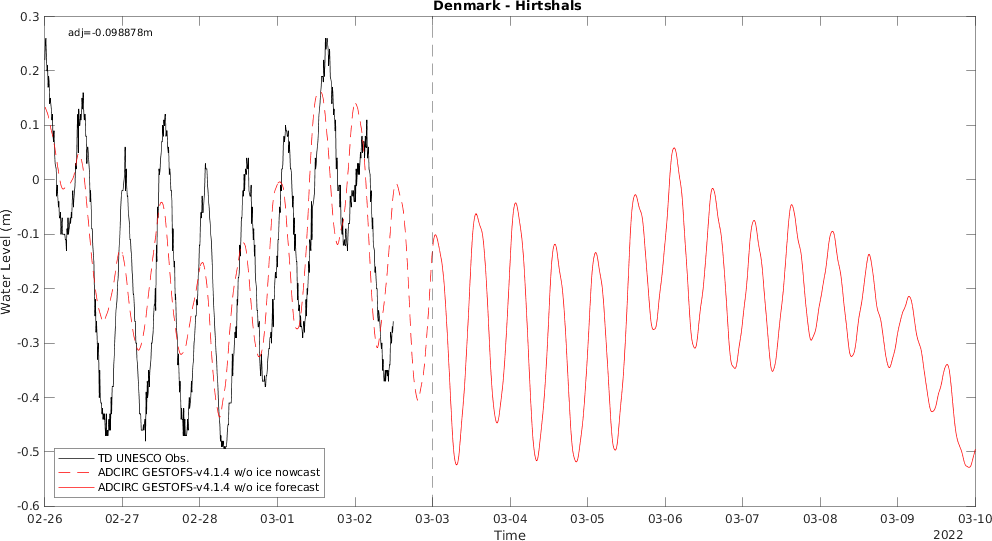 Denmark - Hirtshals
adj=-0.098878m
0.3
0.2
0.1
0
-0.1
-0.2
-0.3
-0.4
-0.5
-0.6
Water Level (m)
TD UNESCO Obs.
ADCIRC GESTOFS-v4.1.4 w/o ice nowcast
ADCIRC GESTOFS-v4.1.4 w/o ice forecast
02-26 02-27 02-28 03-01 03-02 03-03 03-04 03-05 03-06 03-07 03-08 03-09 03-10
Time
2022